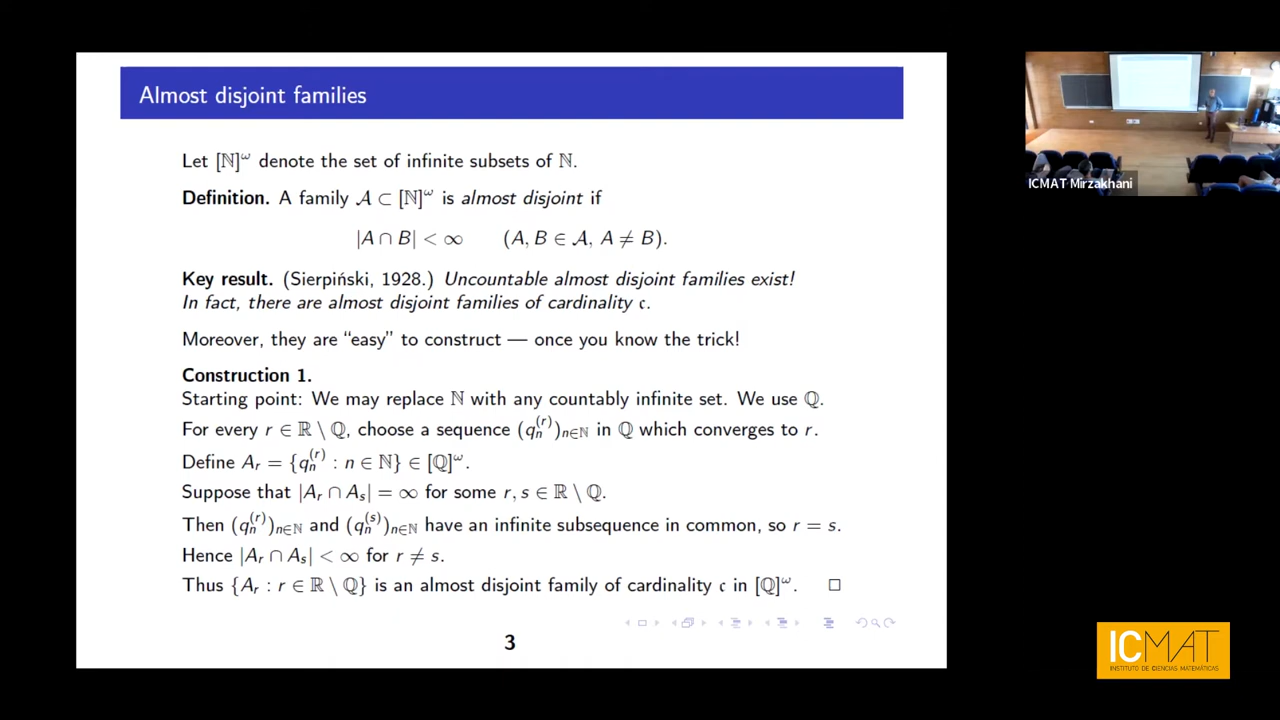 Almost disjoint families
Let [ℕ]^ω denote the set of infinite subsets of ℕ.
Definition. A family 𝒜 ⊂ [ℕ]^ω is almost disjoint if
|A ∩ B| < ∞ (A, B ∈ 𝒜, A ≠ B).
Key result. (Sierpiński, 1928.) Uncountable almost disjoint families exist!
In fact, there are almost disjoint families of cardinality 𝔠.
Moreover, they are “easy” to construct — once you know the trick!
Construction 1.
Starting point: We may replace ℕ with any countably infinite set. We use ℚ.
For every r ∈ ℝ \ ℚ, choose a sequence (q_n^{(r)})_{n∈ℕ} in ℚ which converges to r.
Define A_r = {q_n^{(r)} : n ∈ ℕ} ∈ [ℚ]^ω.
Suppose that |A_r ∩ A_s| = ∞ for some r, s ∈ ℝ \ ℚ.
Then (q_n^{(r)})_{n∈ℕ} and (q_n^{(s)})_{n∈ℕ} have an infinite subsequence in common, so r = s.
Hence |A_r ∩ A_s| < ∞ for r ≠ s.
Thus {A_r : r ∈ ℝ \ ℚ} is an almost disjoint family of cardinality 𝔠 in [ℚ]^ω. □
3
ICMAT Mirzakhani
ICMAT
INSTITUTO DE CIENCIAS MATEMÁTICAS